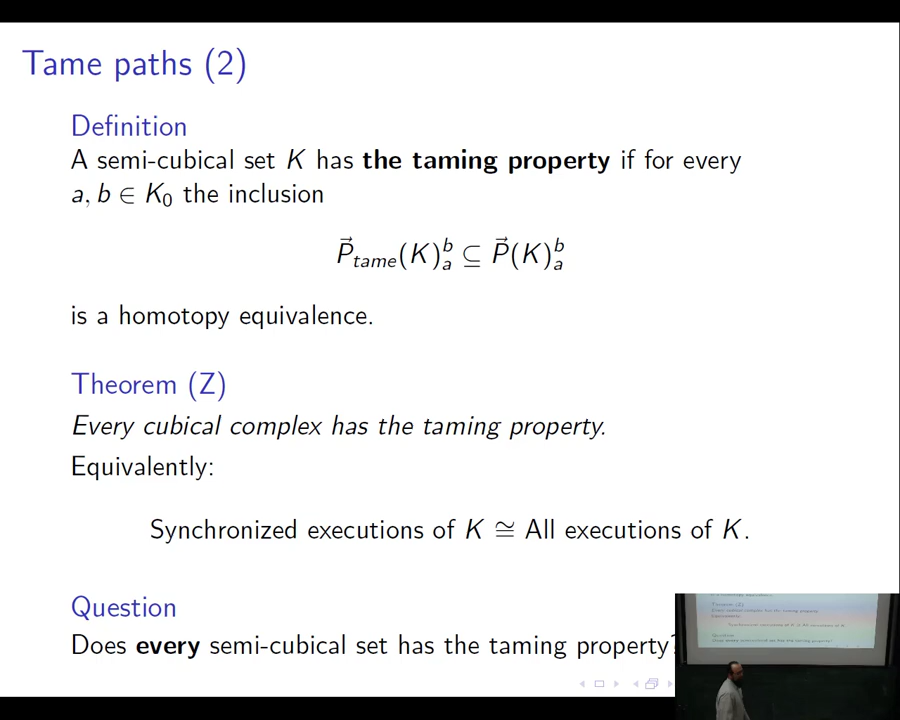 Tame paths (2)
Definition
A semi-cubical set K has the taming property if for every
a, b ∈ K₀ the inclusion
P⃗_tame(K)_a^b ⊆ P⃗(K)_a^b
is a homotopy equivalence.
Theorem (Z)
Every cubical complex has the taming property.
Equivalently:
Synchronized executions of K ≅ All executions of K.
Question
Does every semi-cubical set has the taming property?